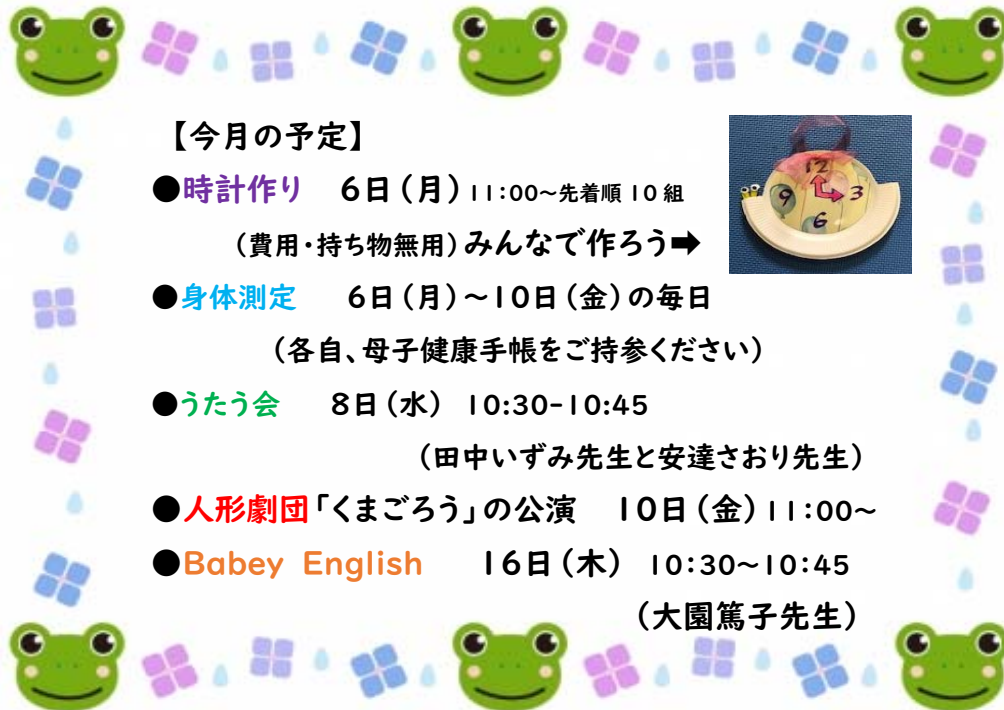 【今月の予定】
●時計作り 6日(月)11:00~先着順10組
(費用・持ち物無用)みんなで作ろう➡
●身体測定 6日(月)~10日(金)の毎日
(各自、母子健康手帳をご持参ください)
●うたう会 8日(水) 10:30-10:45
(田中いずみ先生と安達さおり先生)
●人形劇団「くまごろう」の公演 10日(金)11:00~
●Babey English 16日(木) 10:30~10:45
(大園篤子先生)
12
9
3
6